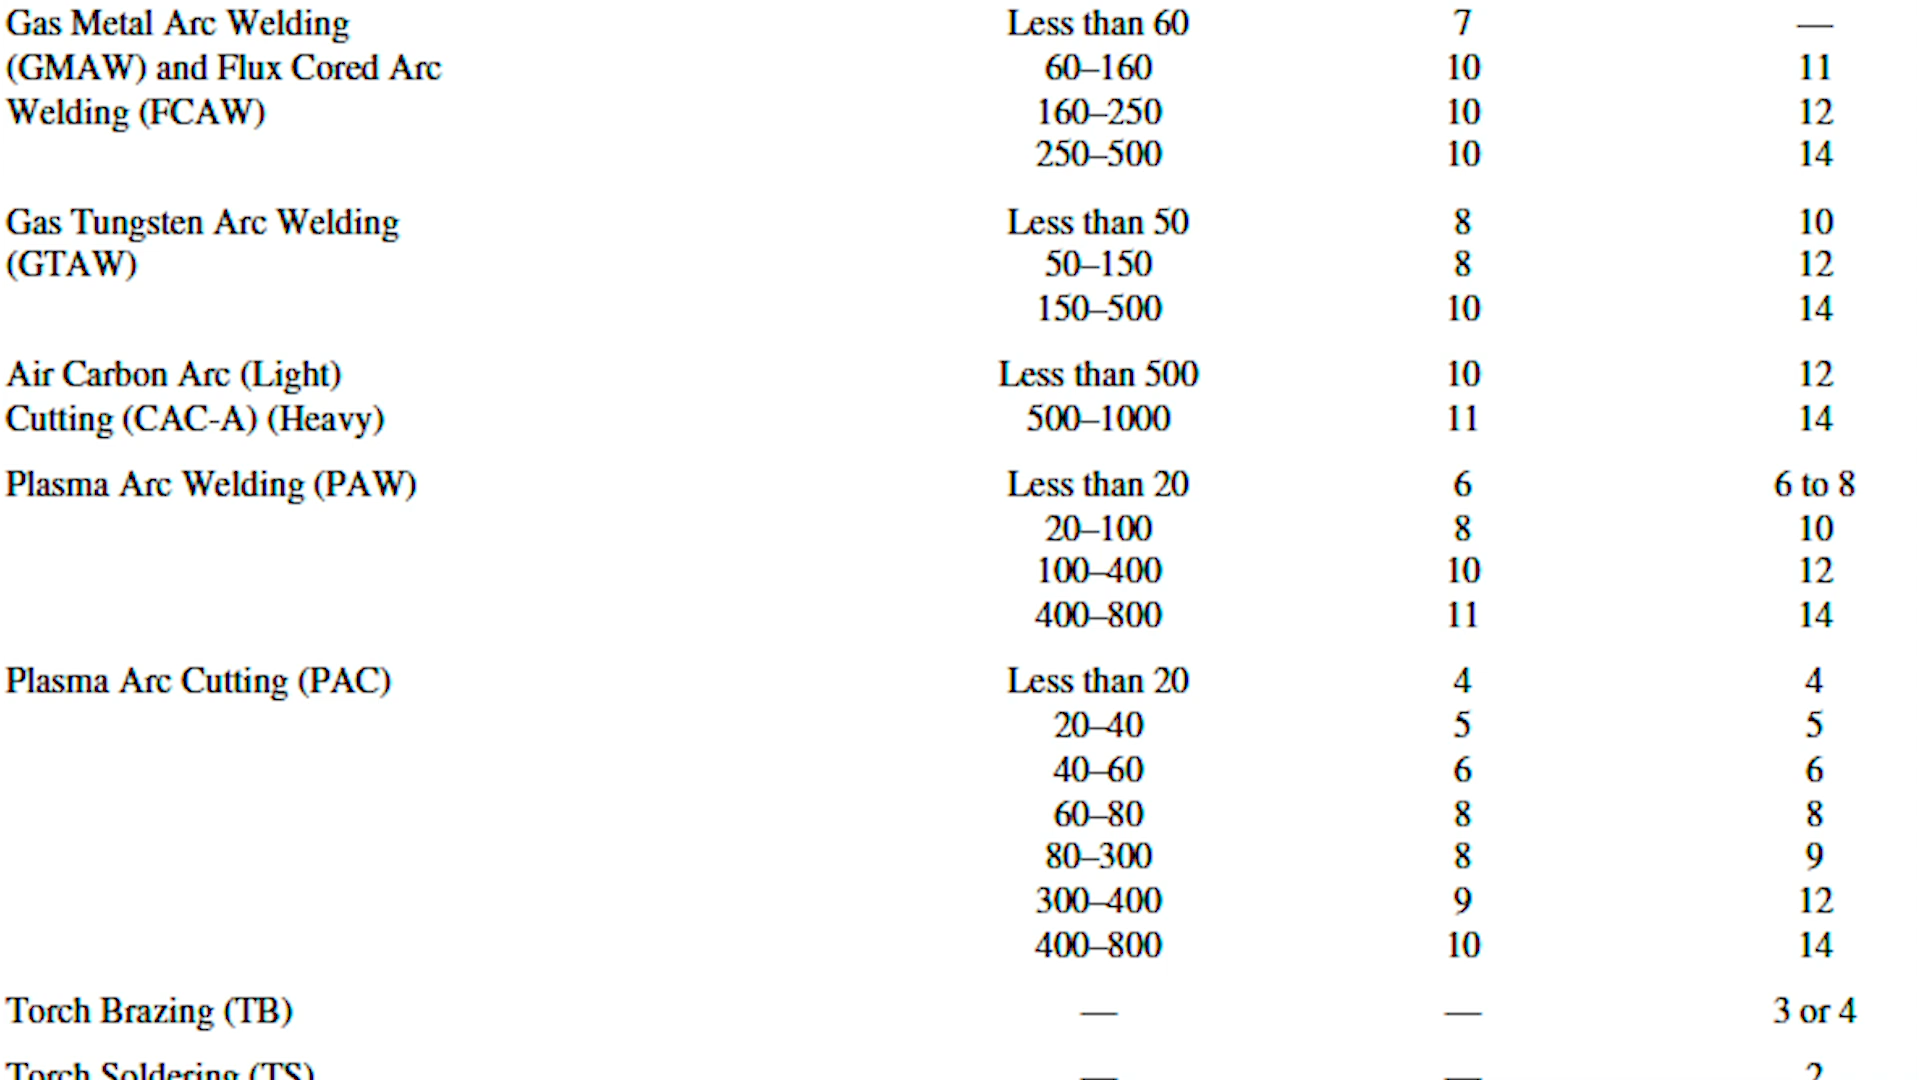 Gas Metal Arc Welding Less than 60 7 —
(GMAW) and Flux Cored Arc 60–160 10 11
Welding (FCAW) 160–250 10 12
250–500 10 14
Gas Tungsten Arc Welding Less than 50 8 10
(GTAW) 50–150 8 12
150–500 10 14
Air Carbon Arc (Light) Less than 500 10 12
Cutting (CAC-A) (Heavy) 500–1000 11 14
Plasma Arc Welding (PAW) Less than 20 6 6 to 8
20–100 8 10
100–400 10 12
400–800 11 14
Plasma Arc Cutting (PAC) Less than 20 4 4
20–40 5 5
40–60 6 6
60–80 8 8
80–300 8 9
300–400 9 12
400–800 10 14
Torch Brazing (TB) — — 3 or 4
Torch Soldering (TS) — — 2